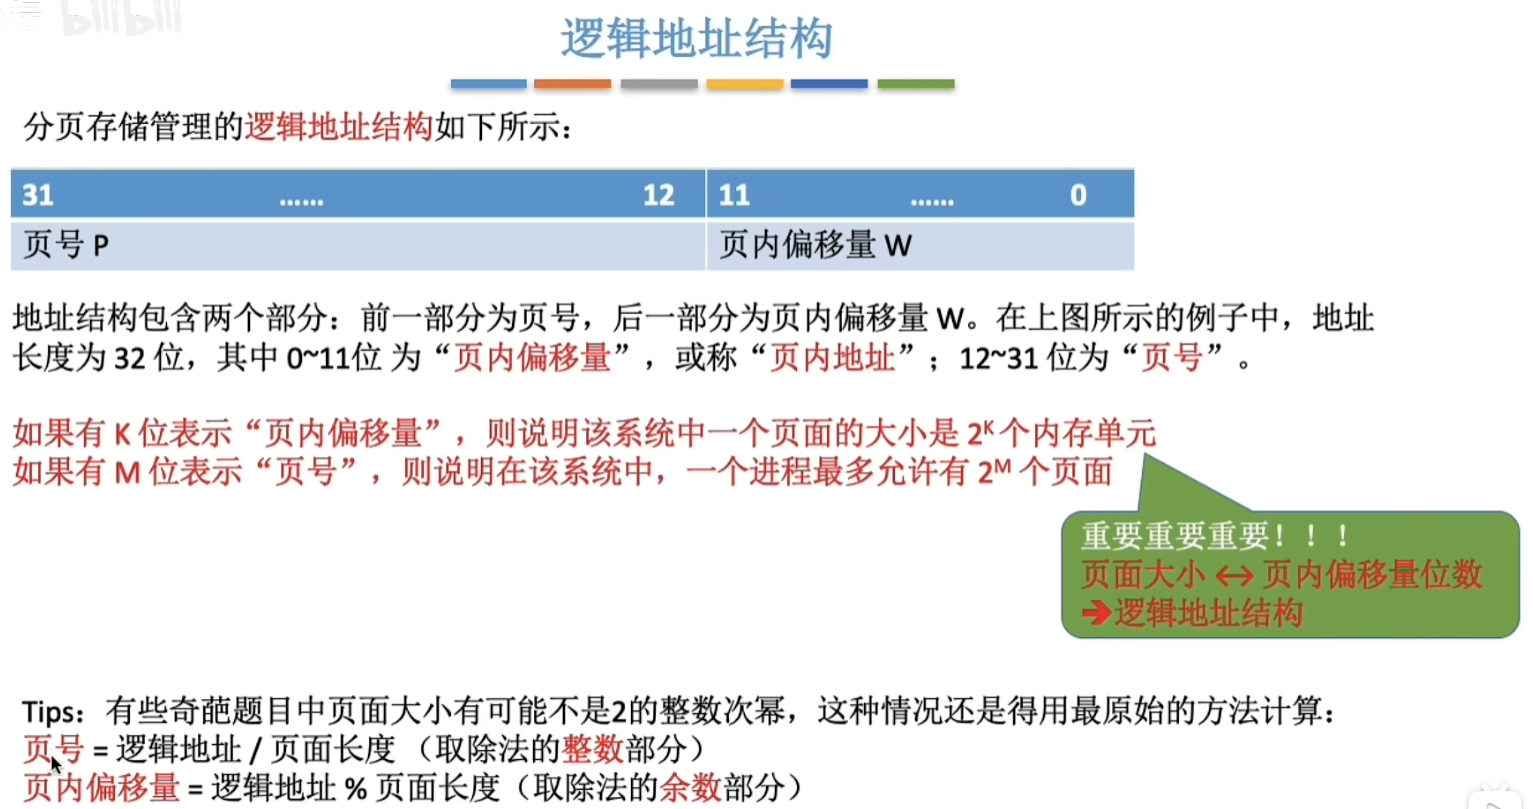 bilibili
逻辑地址结构
分页存储管理的逻辑地址结构如下所示：
31 …… 12 11 …… 0
页号 P 页内偏移量 W
地址结构包含两个部分：前一部分为页号，后一部分为页内偏移量 W。在上图所示的例子中，地址
长度为 32 位，其中 0~11位 为“页内偏移量”，或称“页内地址”；12~31 位为“页号”。
如果有 K 位表示“页内偏移量”，则说明该系统中一个页面的大小是 2ᴷ 个内存单元
如果有 M 位表示“页号”，则说明在该系统中，一个进程最多允许有 2ᴹ 个页面
重要重要重要！！！
页面大小 ↔ 页内偏移量位数
➔逻辑地址结构
Tips：有些奇葩题目中页面大小有可能不是2的整数次幂，这种情况还是得用最原始的方法计算：
页号 = 逻辑地址 / 页面长度 （取除法的整数部分）
页内偏移量 = 逻辑地址 % 页面长度（取除法的余数部分）